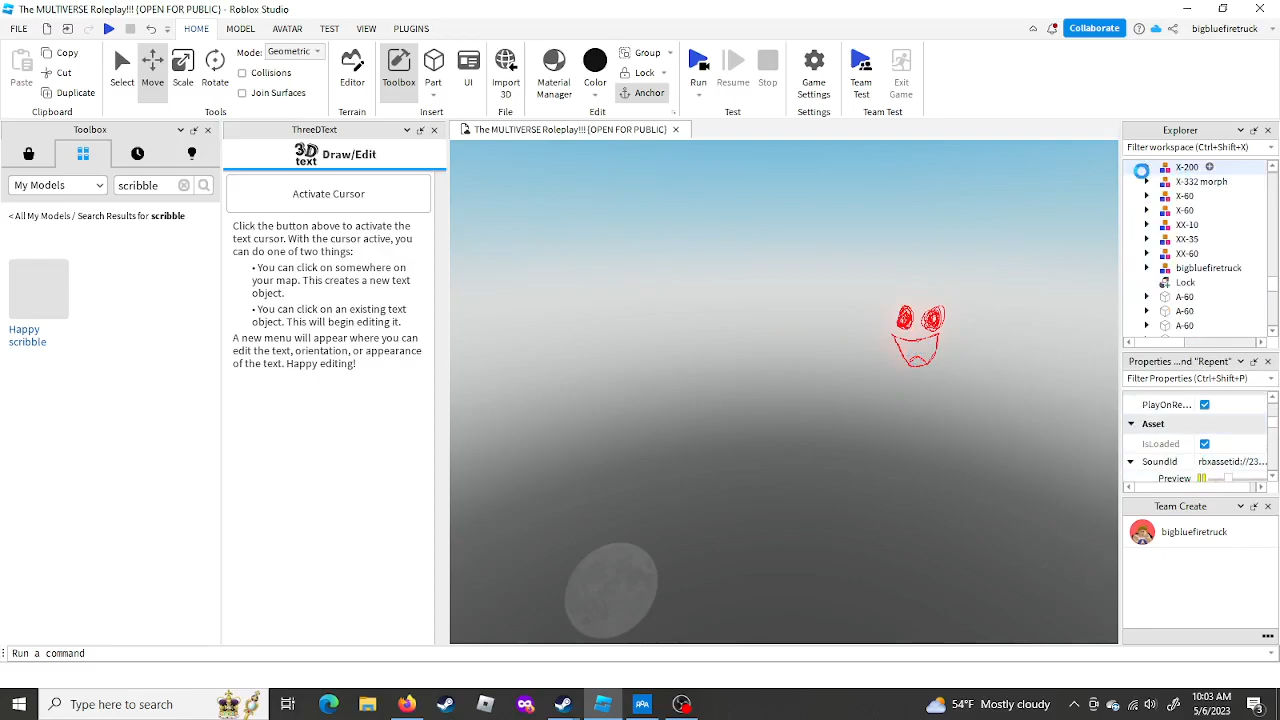 The MULTIVERSE Roleplay!!! {OPEN FOR PUBLIC} - Roblox Studio
FILE HOME MODEL AVATAR TEST VIEW PLUGINS Collaborate bigbluefiretruck
Paste Copy Cut Duplicate
Select Move Scale Rotate
Mode: Geometric
Collisions
Join Surfaces
Editor Toolbox Part UI Import 3D
Material Manager Color Group Lock Anchor
Run Resume Stop Game Settings Team Test Exit Game
Clipboard Tools Terrain Insert File Edit Test Settings Team Test
Toolbox
My Models scribble
< All My Models / Search Results for scribble
Happy
scribble
ThreeDText
3D text Draw/Edit
Activate Cursor
Click the button above to activate the
text cursor. With the cursor active, you
can do one of two things:
• You can click on somewhere on
your map. This creates a new text
object.
• You can click on an existing text
object. This will begin editing it.
A new menu will appear where you can
edit the text, orientation, or appearance
of the text. Happy editing!
The MULTIVERSE Roleplay!!! {OPEN FOR PUBLIC}
Explorer
Filter workspace (Ctrl+Shift+X)
X-200
X-332 morph
X-60
X-60
XX-10
XX-35
XX-60
bigbluefiretruck
Lock
A-60
A-60
A-60
Properties ...nd "Repent"
Filter Properties (Ctrl+Shift+P)
PlayOnRe...
Asset
IsLoaded
SoundId rbxassetid://23...
Preview
Team Create
bigbluefiretruck
Run a command
Type here to search
54°F Mostly cloudy
10:03 AM
5/6/2023